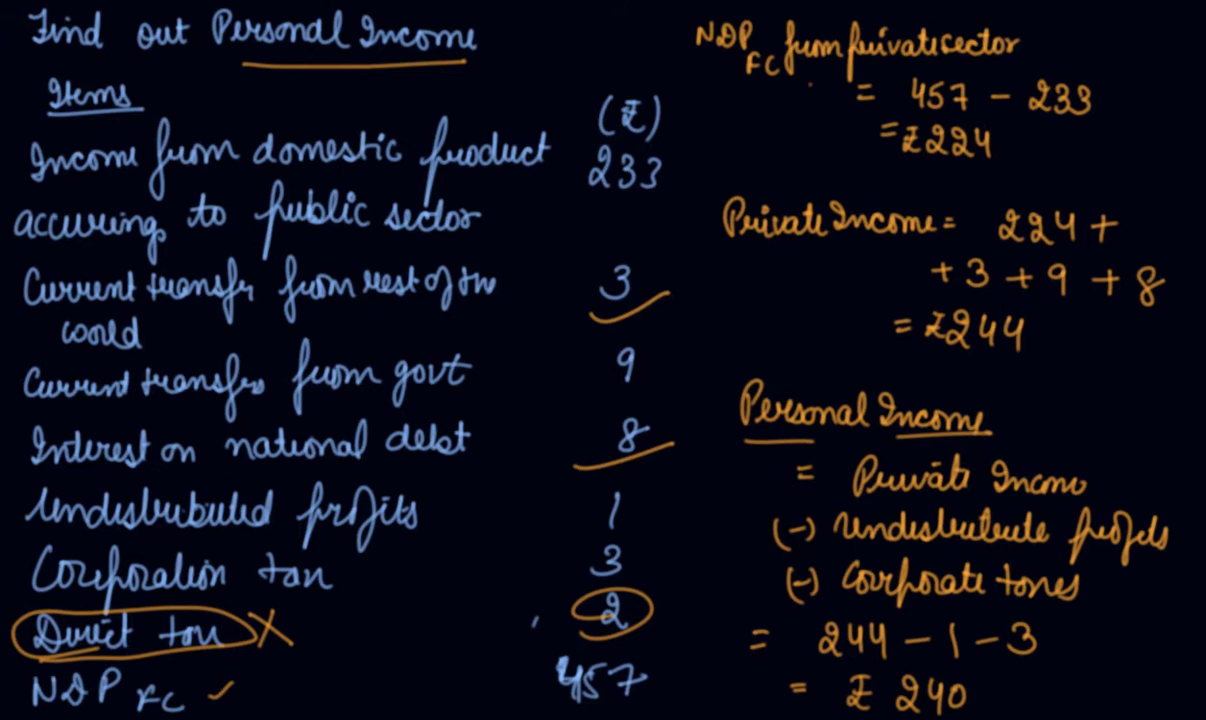 Find out Personal Income
Items
(₹)
Income from domestic product 233
accuring to public sector
Current transfer from rest of the 3
world
Current transfers from govt 9
Interest on national debt 8
Undistributed profits 1
Corporation tax 3
Direct tax X 2
NDP FC ✓ 457
NDP FC from private sector
= 457 - 233
= ₹224
Private Income = 224 +
+ 3 + 9 + 8
= ₹244
Personal Income
= Private Income
(-) Undistribute profits
(-) Corporate taxes
= 244 - 1 - 3
= ₹ 240